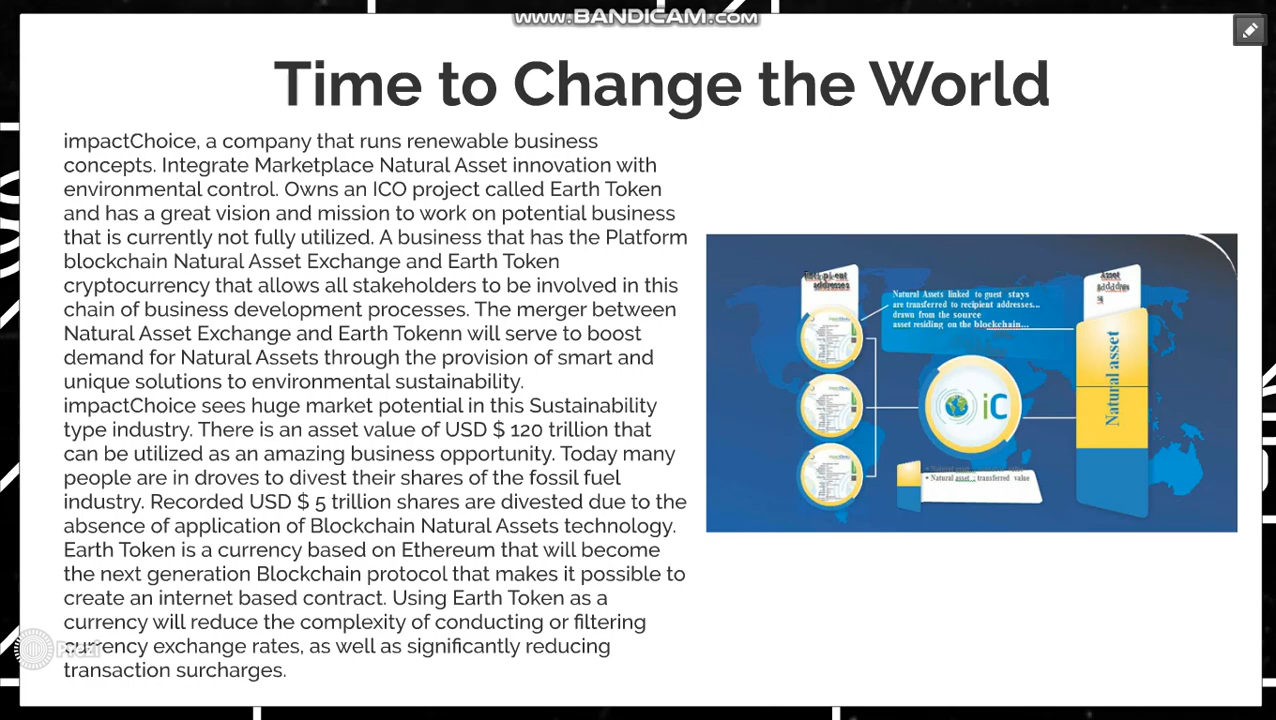 WWW.BANDICAM.COM
Time to Change the World
impactChoice, a company that runs renewable business
concepts. Integrate Marketplace Natural Asset innovation with
environmental control. Owns an ICO project called Earth Token
and has a great vision and mission to work on potential business
that is currently not fully utilized. A business that has the Platform
blockchain Natural Asset Exchange and Earth Token
cryptocurrency that allows all stakeholders to be involved in this
chain of business development processes. The merger between
Natural Asset Exchange and Earth Tokenn will serve to boost
demand for Natural Assets through the provision of smart and
unique solutions to environmental sustainability.
impactChoice sees huge market potential in this Sustainability
type industry. There is an asset value of USD $ 120 trillion that
can be utilized as an amazing business opportunity. Today many
people are in droves to divest their shares of the fossil fuel
industry. Recorded USD $ 5 trillion shares are divested due to the
absence of application of Blockchain Natural Assets technology.
Earth Token is a currency based on Ethereum that will become
the next generation Blockchain protocol that makes it possible to
create an internet based contract. Using Earth Token as a
currency will reduce the complexity of conducting or filtering
currency exchange rates, as well as significantly reducing
transaction surcharges.
Prezi
Recipient
addresses
Natural Assets linked to guest stays
are transferred to recipient addresses...
drawn from the source
asset residing on the blockchain...
Asset
Natural asset
iC
• Natural asset : transferred value